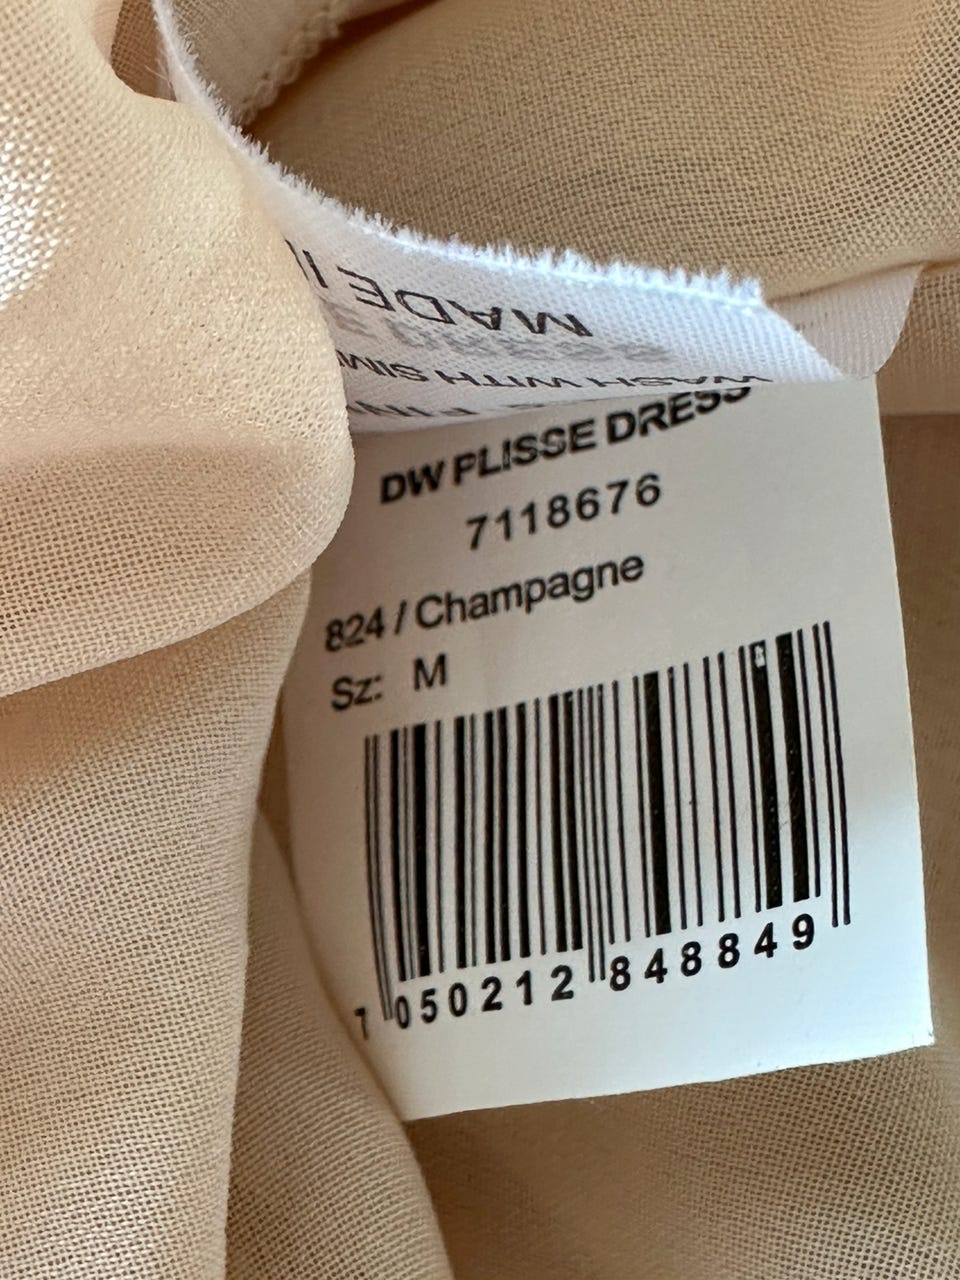 MADE I
WASH WITH SIM
DW PLISSE DRESS
7118676
824 / Champagne
Sz: M
7 050212 848849